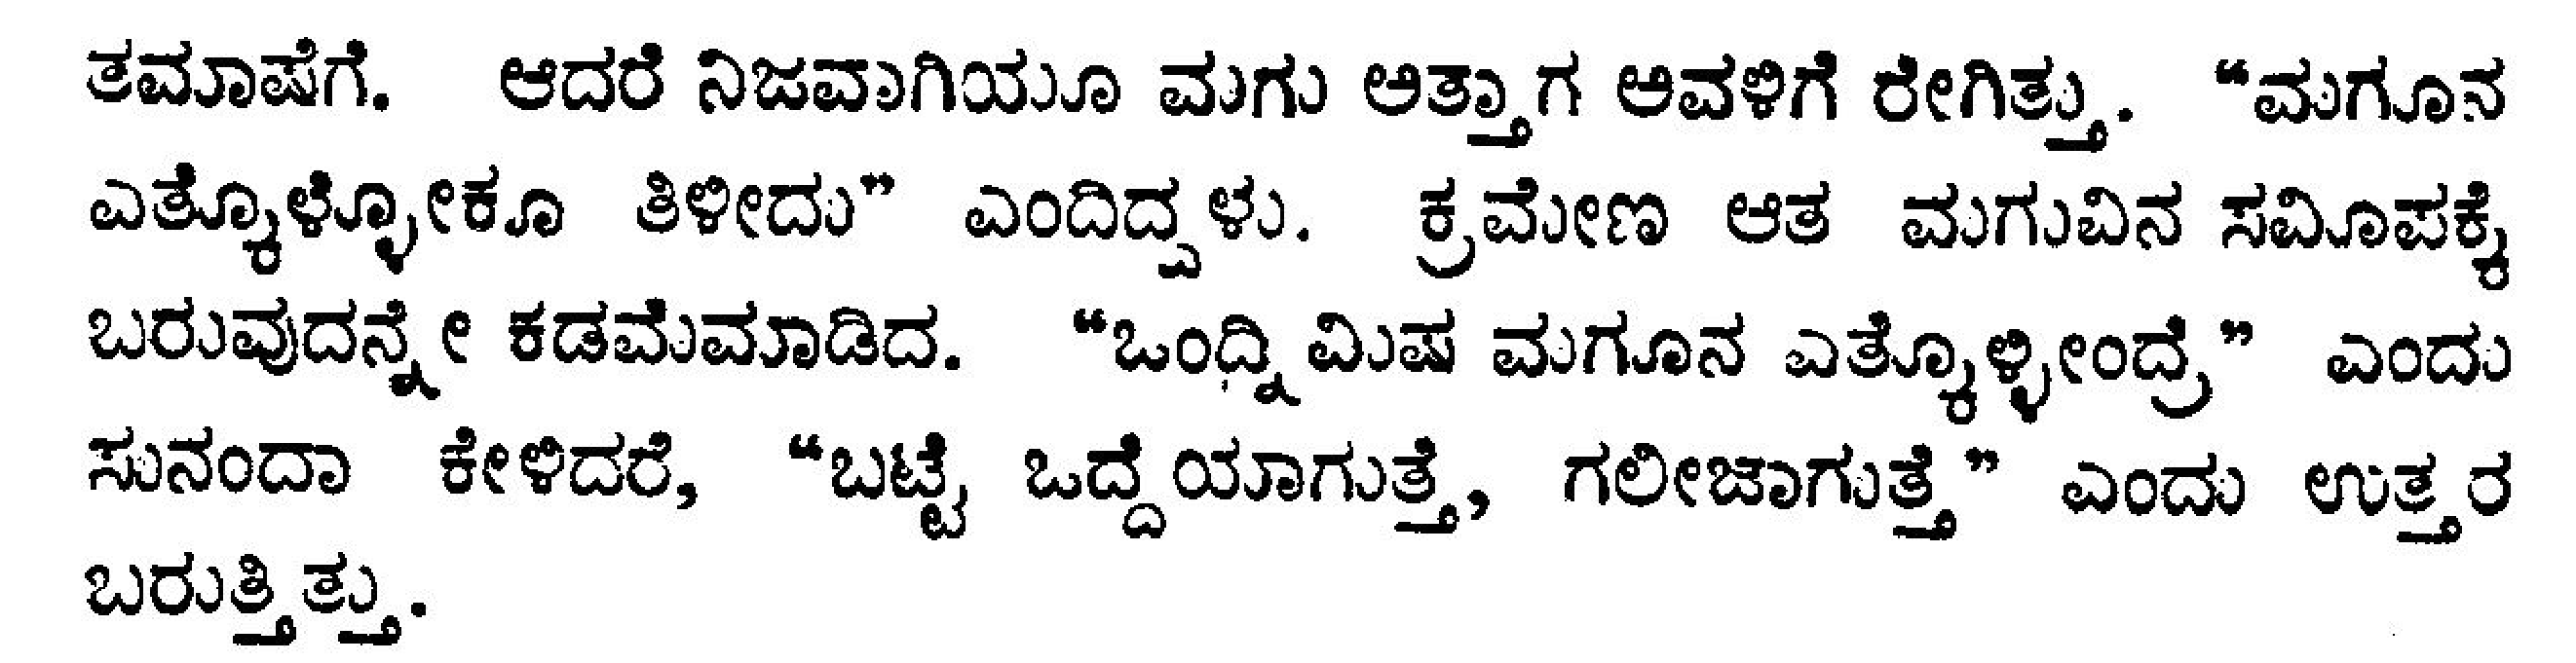 ತಮಾಷೆಗೆ. ಆದರೆ ನಿಜವಾಗಿಯೂ ಮಗು ಅತ್ತಾಗ ಅವಳಿಗೆ ರೇಗಿತ್ತು. “ಮಗೂನ
ಎತ್ಕೊಳ್ಳೋಕೂ ತಿಳೀದು” ಎಂದಿದ್ವಳು. ಕ್ರಮೇಣ ಆತ ಮಗುವಿನ ಸಮೀಪಕ್ಕೆ
ಬರುವುದನ್ನೇ ಕಡಮೆಮಾಡಿದ. “ಒಂದ್ನಿಮಿಷ ಮಗೂನ ಎತ್ಕೊಳ್ಳೀಂದ್ರೆ” ಎಂದು
ಸುನಂದಾ ಕೇಳಿದರೆ, “ಬಟ್ಟೆ ಒದ್ದೆಯಾಗುತ್ತೆ, ಗಲೀಜಾಗುತ್ತೆ” ಎಂದು ಉತ್ತರ
ಬರುತ್ತಿತ್ತು.